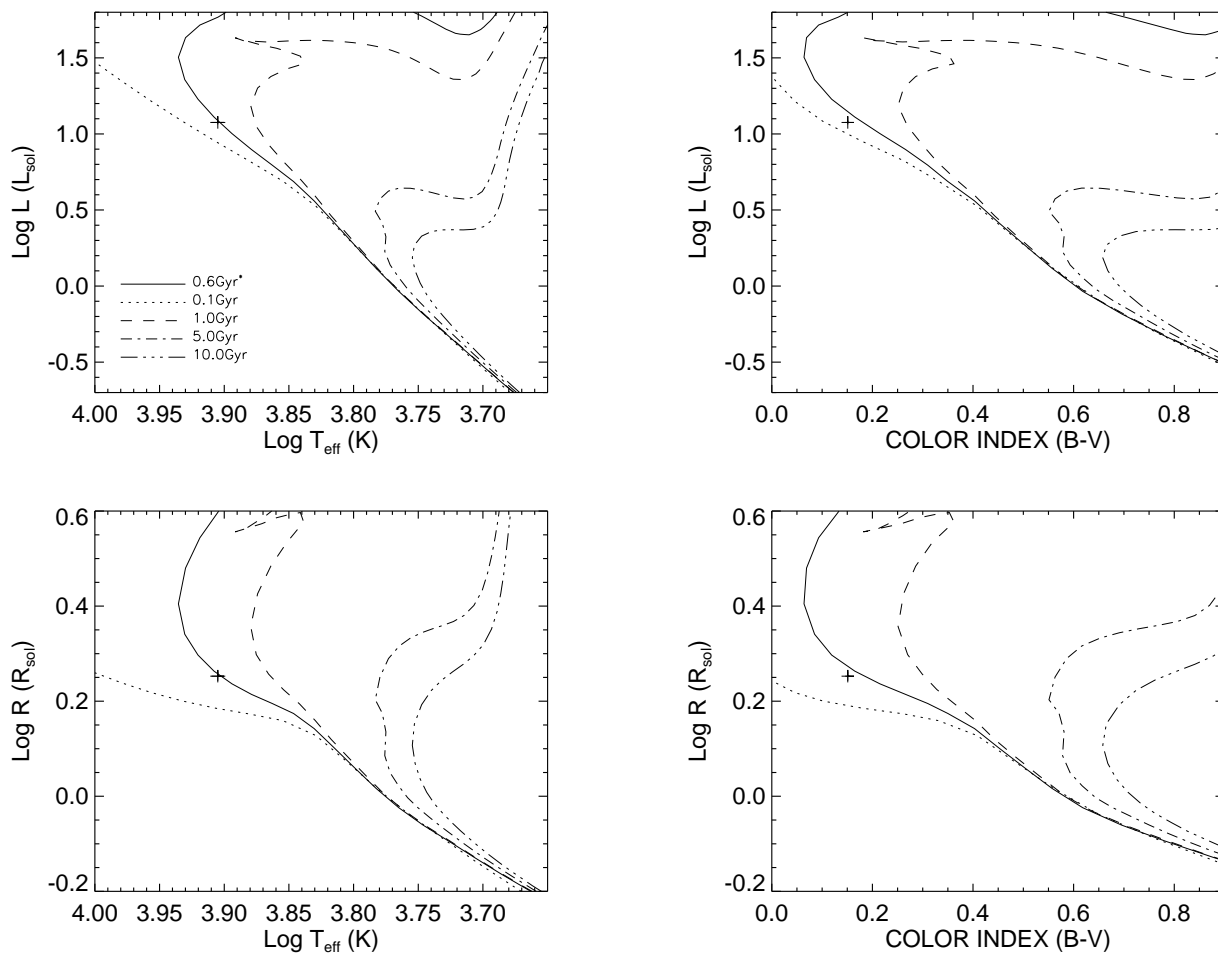 1.5
1.0
0.5
0.0
-0.5
Log L (L_sol)
0.6Gyr*
0.1Gyr
1.0Gyr
5.0Gyr
10.0Gyr
4.00 3.95 3.90 3.85 3.80 3.75 3.70
Log T_eff (K)
1.5
1.0
0.5
0.0
-0.5
Log L (L_sol)
0.0 0.2 0.4 0.6 0.8
COLOR INDEX (B-V)
0.6
0.4
0.2
0.0
-0.2
Log R (R_sol)
4.00 3.95 3.90 3.85 3.80 3.75 3.70
Log T_eff (K)
0.6
0.4
0.2
0.0
-0.2
Log R (R_sol)
0.0 0.2 0.4 0.6 0.8
COLOR INDEX (B-V)